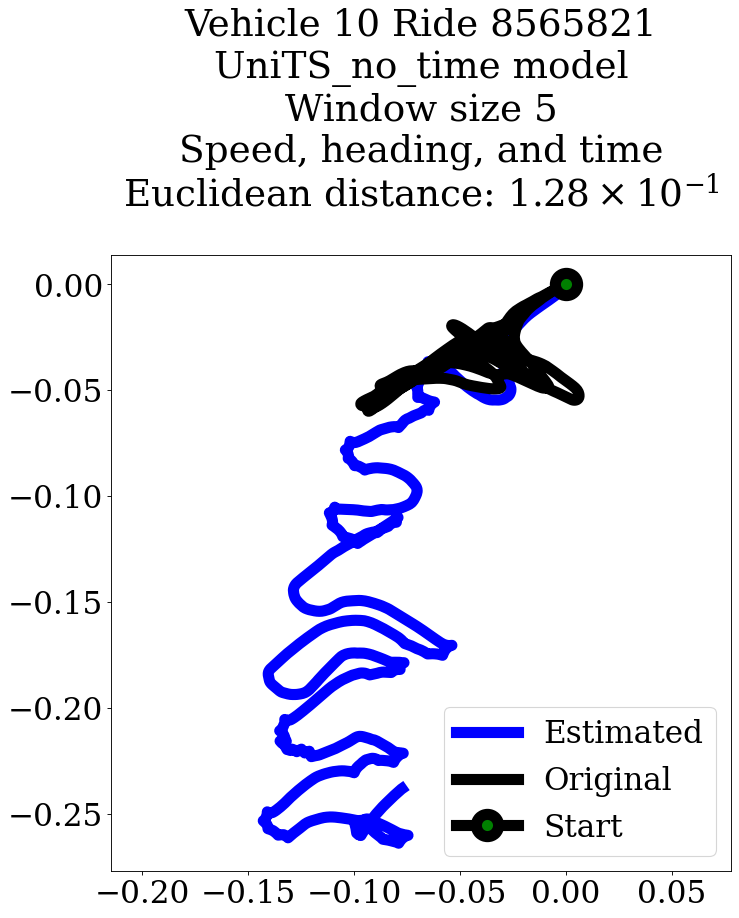 Vehicle 10 Ride 8565821
UniTS_no_time model
Window size 5
Speed, heading, and time
Euclidean distance: 1.28 × 10⁻¹
0.00
−0.05
−0.10
−0.15
−0.20
−0.25
Estimated
Original
Start
−0.20 −0.15 −0.10 −0.05 0.00 0.05